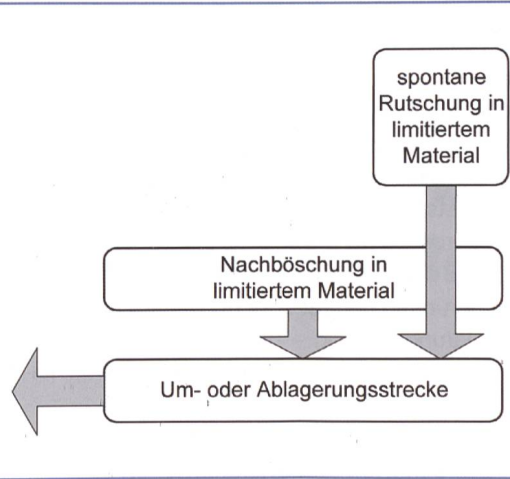 spontane
Rutschung in
limitiertem
Material
Nachböschung in
limitiertem Material
Um- oder Ablagerungsstrecke